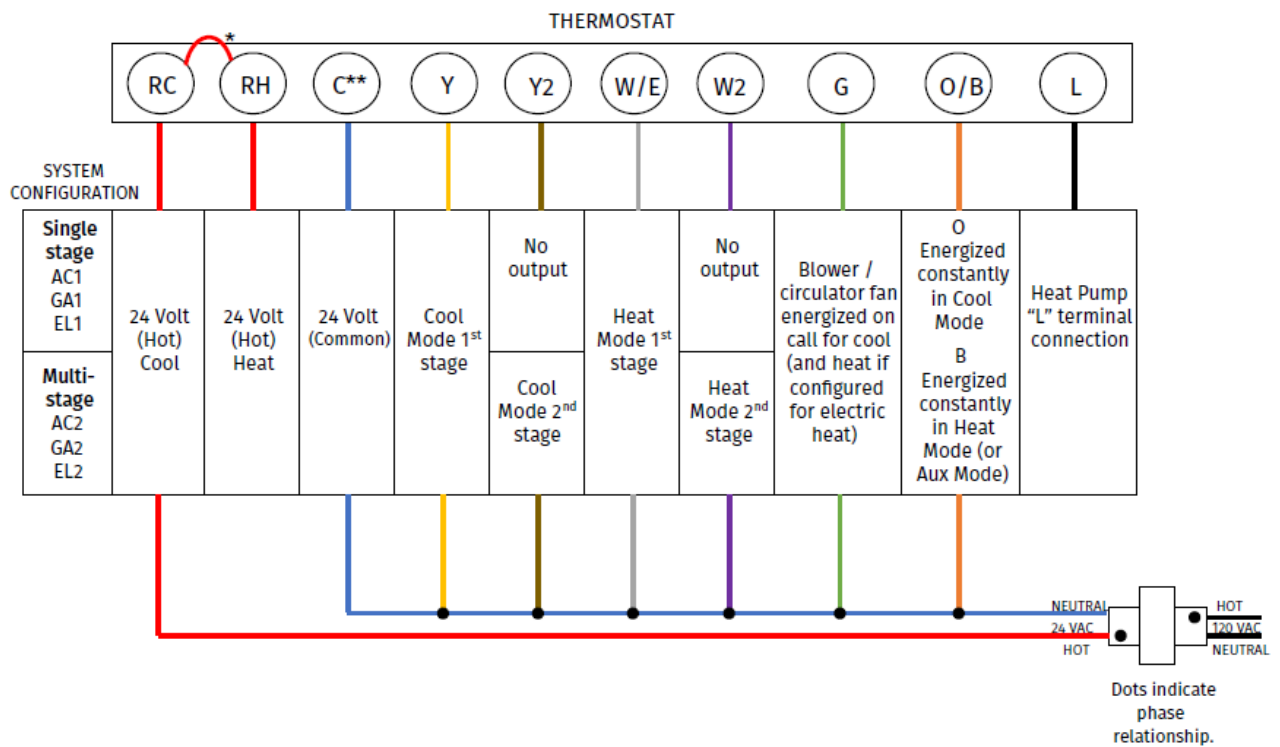 THERMOSTAT
*
RC
RH
C**
Y
Y2
W/E
W2
G
O/B
L
SYSTEM
CONFIGURATION
Single
stage
AC1
GA1
EL1
Multi-
stage
AC2
GA2
EL2
24 Volt
(Hot)
Cool
24 Volt
(Hot)
Heat
24 Volt
(Common)
Cool
Mode 1st
stage
No
output
Cool
Mode 2nd
stage
Heat
Mode 1st
stage
No
output
Heat
Mode 2nd
stage
Blower /
circulator fan
energized on
call for cool
(and heat if
configured
for electric
heat)
O
Energized
constantly
in Cool
Mode
B
Energized
constantly
in Heat
Mode (or
Aux Mode)
Heat Pump
“L” terminal
connection
NEUTRAL
24 VAC
HOT
HOT
120 VAC
NEUTRAL
Dots indicate
phase
relationship.